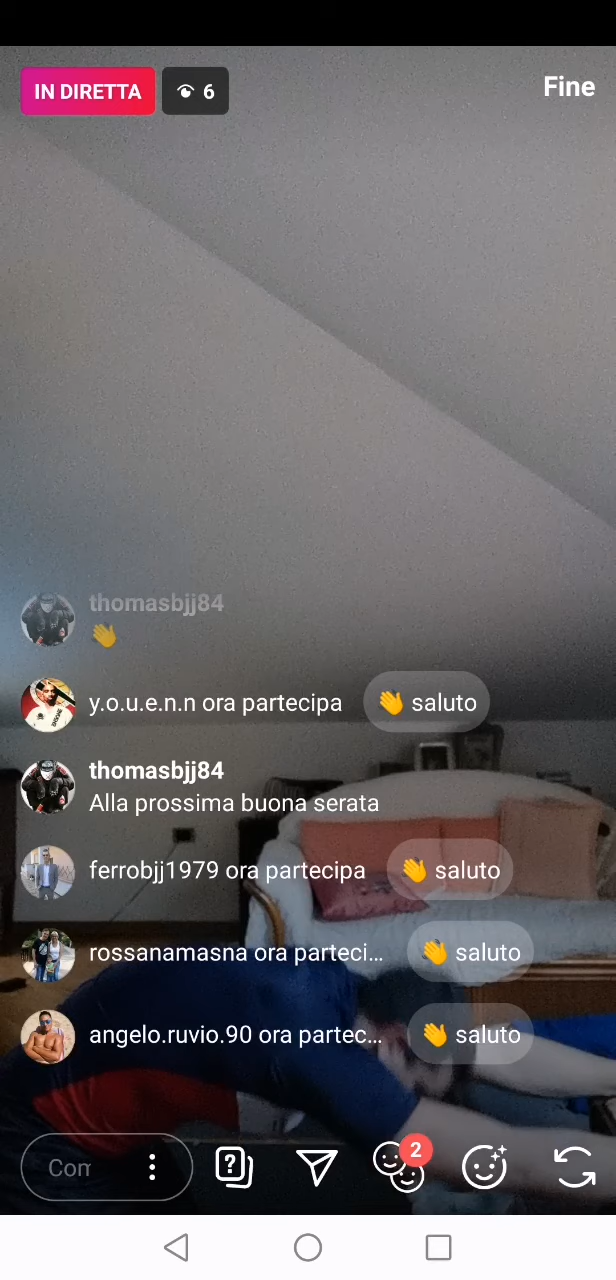 IN DIRETTA
6
Fine
thomasbjj84
👋
y.o.u.e.n.n ora partecipa
👋 saluto
thomasbjj84
Alla prossima buona serata
ferrobjj1979 ora partecipa
👋 saluto
rossanamasna ora parteci...
👋 saluto
angelo.ruvio.90 ora partec...
👋 saluto
Com
2